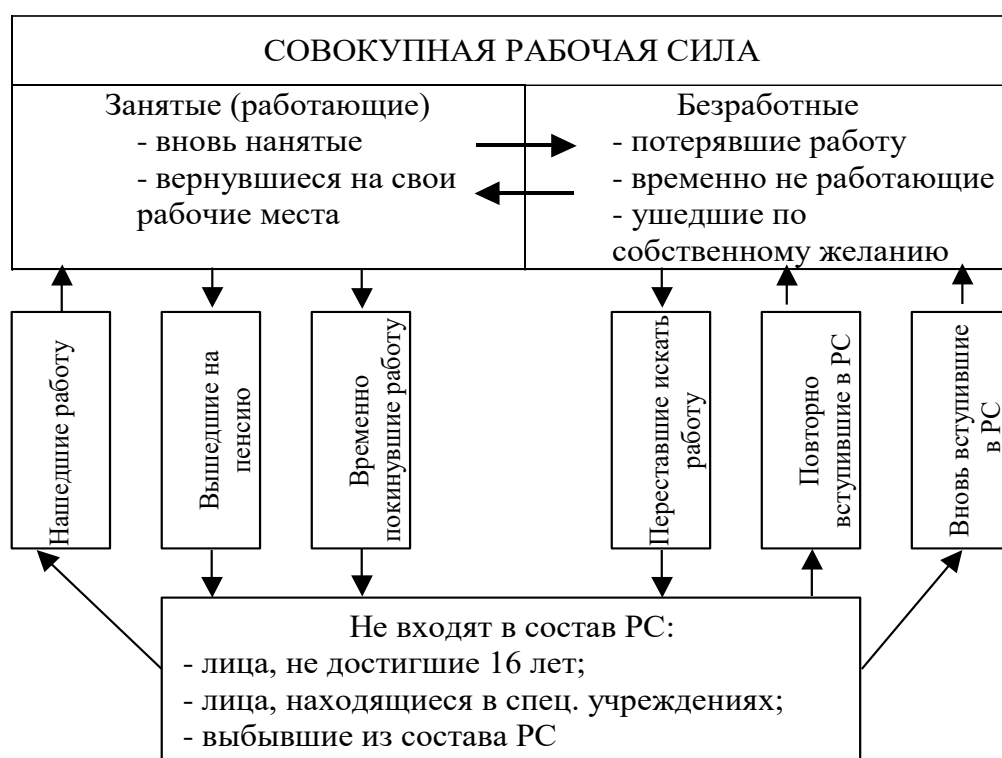 СОВОКУПНАЯ РАБОЧАЯ СИЛА
Занятые (работающие)
- вновь нанятые
- вернувшиеся на свои
рабочие места
Безработные
- потерявшие работу
- временно не работающие
- ушедшие по
собственному желанию
Нашедшие работу
Вышедшие на
пенсию
Временно
покинувшие работу
Переставшие искать
работу
Повторно
вступившие в РС
Вновь вступившие
в РС
Не входят в состав РС:
- лица, не достигшие 16 лет;
- лица, находящиеся в спец. учреждениях;
- выбывшие из состава РС